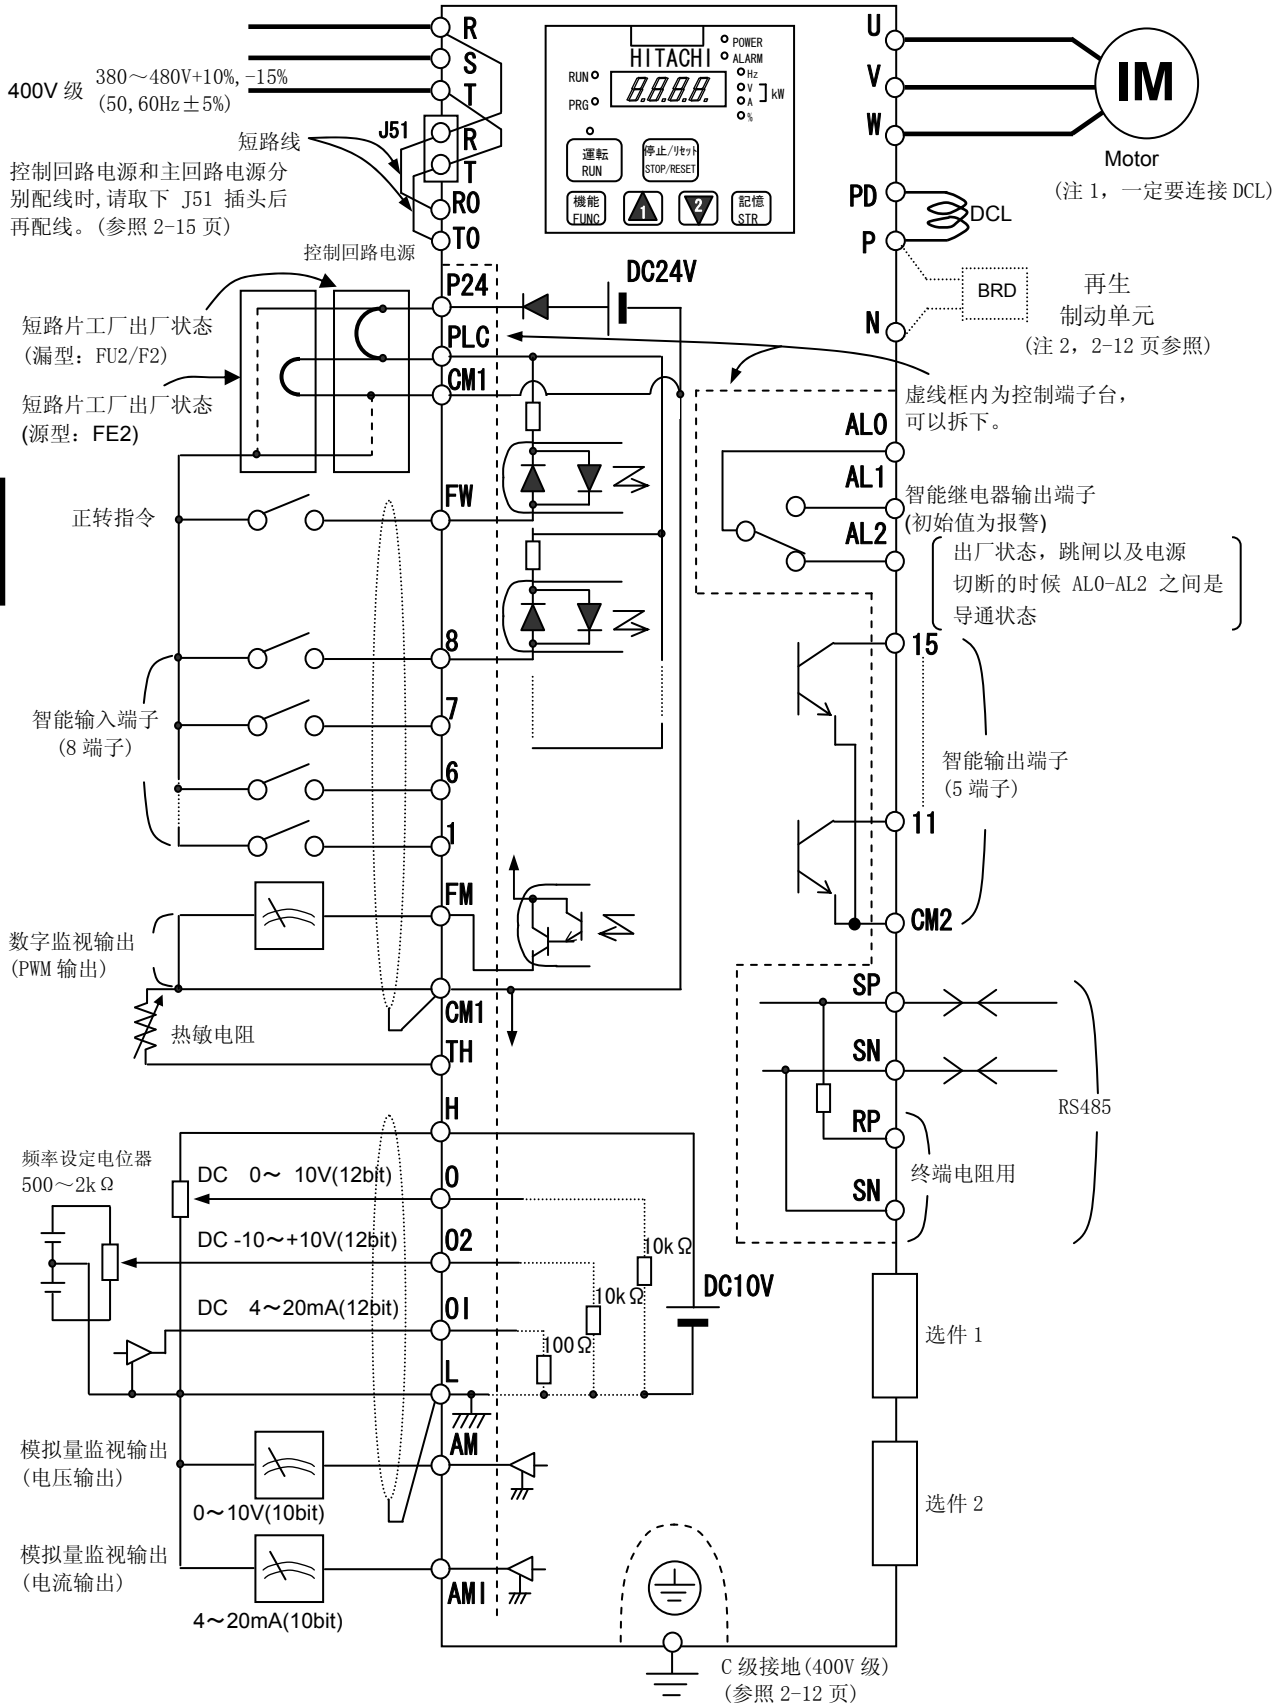 R
S
T
400V 级
380～480V+10%,-15%
(50,60Hz±5%)
J51
R
T
短路线
控制回路电源和主回路电源分
别配线时,请取下 J51 插头后
再配线。(参照 2-15 页)
R0
T0
控制回路电源
HITACHI
POWER
ALARM
RUN
PRG
8.8.8.8.
Hz
V
A
kW
%
運転
RUN
停止/リセット
STOP/RESET
機能
FUNC
1
2
記憶
STR
U
V
W
IM
Motor
(注 1，一定要连接 DCL)
PD
P
DCL
BRD
N
再生
制动单元
(注 2，2-12 页参照)
P24
DC24V
PLC
CM1
短路片工厂出厂状态
(漏型：FU2/F2)
短路片工厂出厂状态
(源型：FE2)
虚线框内为控制端子台，
可以拆下。
AL0
AL1
AL2
智能继电器输出端子
(初始值为报警)
出厂状态，跳闸以及电源
切断的时候 AL0-AL2 之间是
导通状态
正转指令
FW
8
7
6
1
智能输入端子
(8 端子)
15
11
CM2
智能输出端子
(5 端子)
FM
数字监视输出
(PWM 输出)
CM1
热敏电阻
TH
SP
SN
RP
SN
RS485
终端电阻用
H
频率设定电位器
500～2kΩ
DC 0～ 10V(12bit)
O
DC -10～+10V(12bit)
O2
DC 4～20mA(12bit)
OI
10kΩ
10kΩ
100Ω
DC10V
L
选件 1
选件 2
模拟量监视输出
(电压输出)
0～10V(10bit)
AM
模拟量监视输出
(电流输出)
4～20mA(10bit)
AMI
C 级接地(400V 级)
(参照 2-12 页)